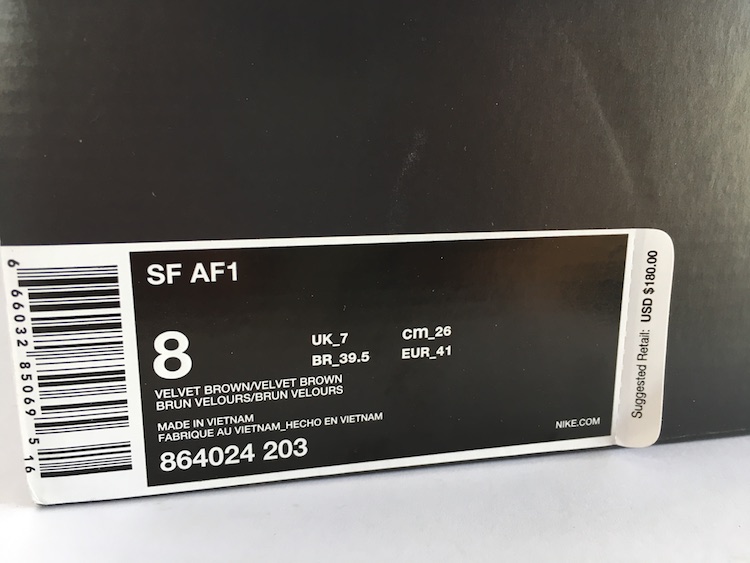 SF AF1
8
UK_7
cm_26
BR_39.5
EUR_41
VELVET BROWN/VELVET BROWN
BRUN VELOURS/BRUN VELOURS
MADE IN VIETNAM
FABRIQUE AU VIETNAM_HECHO EN VIETNAM
864024 203
NIKE.COM
Suggested Retail: USD $180.00
6 66032 85069 5 16